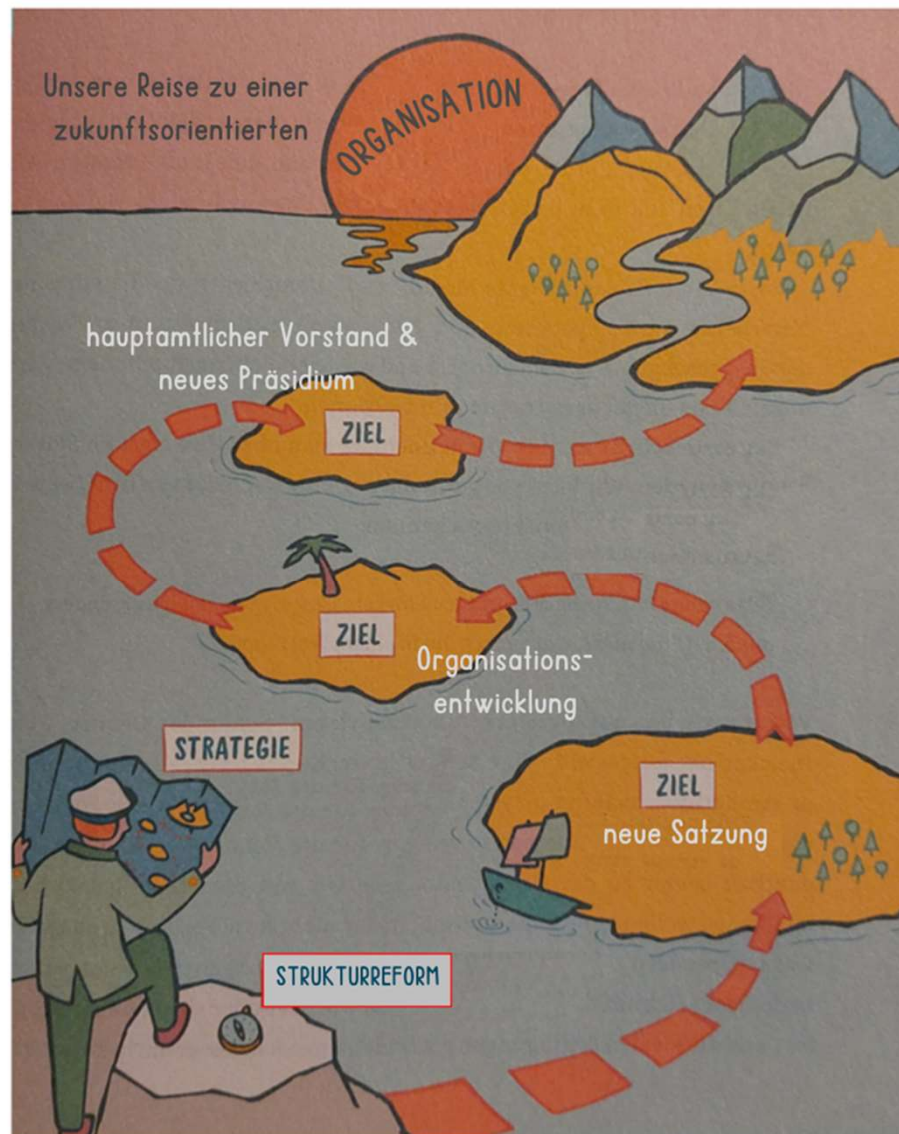 Unsere Reise zu einer
zukunftsorientierten
ORGANISATION
hauptamtlicher Vorstand &
neues Präsidium
ZIEL
ZIEL
Organisations-
entwicklung
STRATEGIE
ZIEL
neue Satzung
STRUKTURREFORM